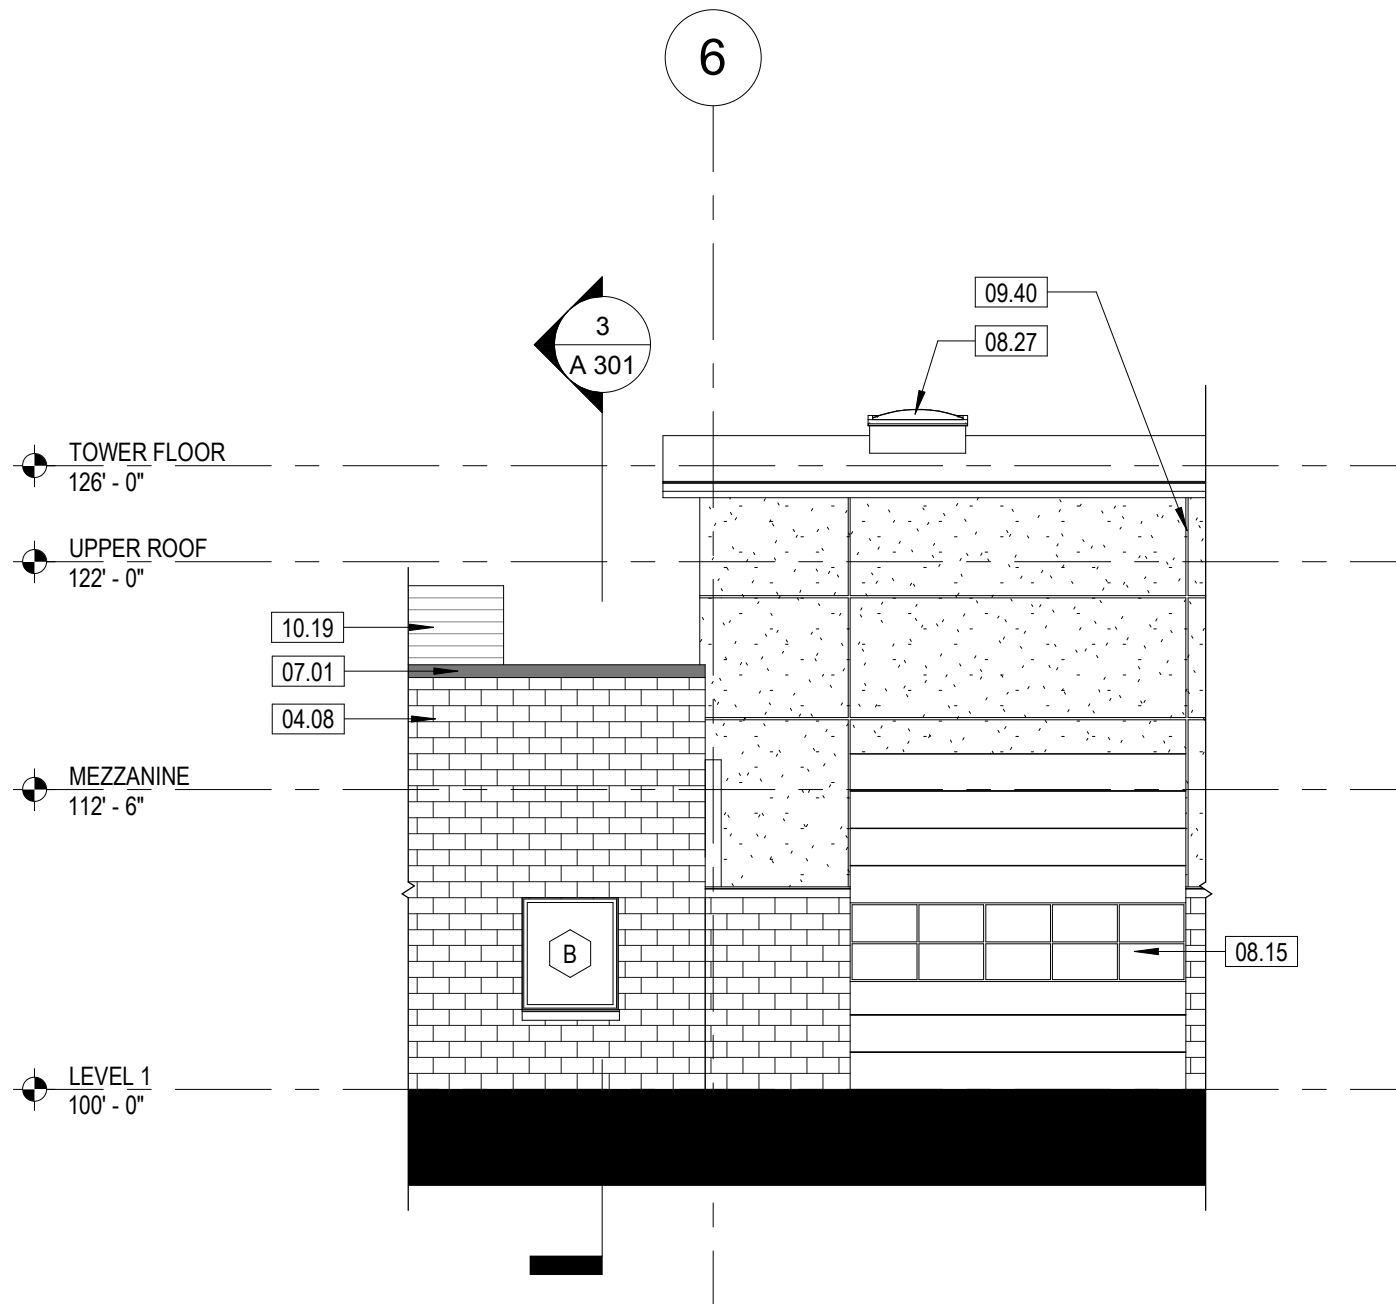 6
09.40
3
08.27
A 301
TOWER FLOOR
126' - 0"
UPPER ROOF
122' - 0"
10.19
07.01
04.08
MEZZANINE
112' - 6"
B
08.15
LEVEL 1
100' - 0"